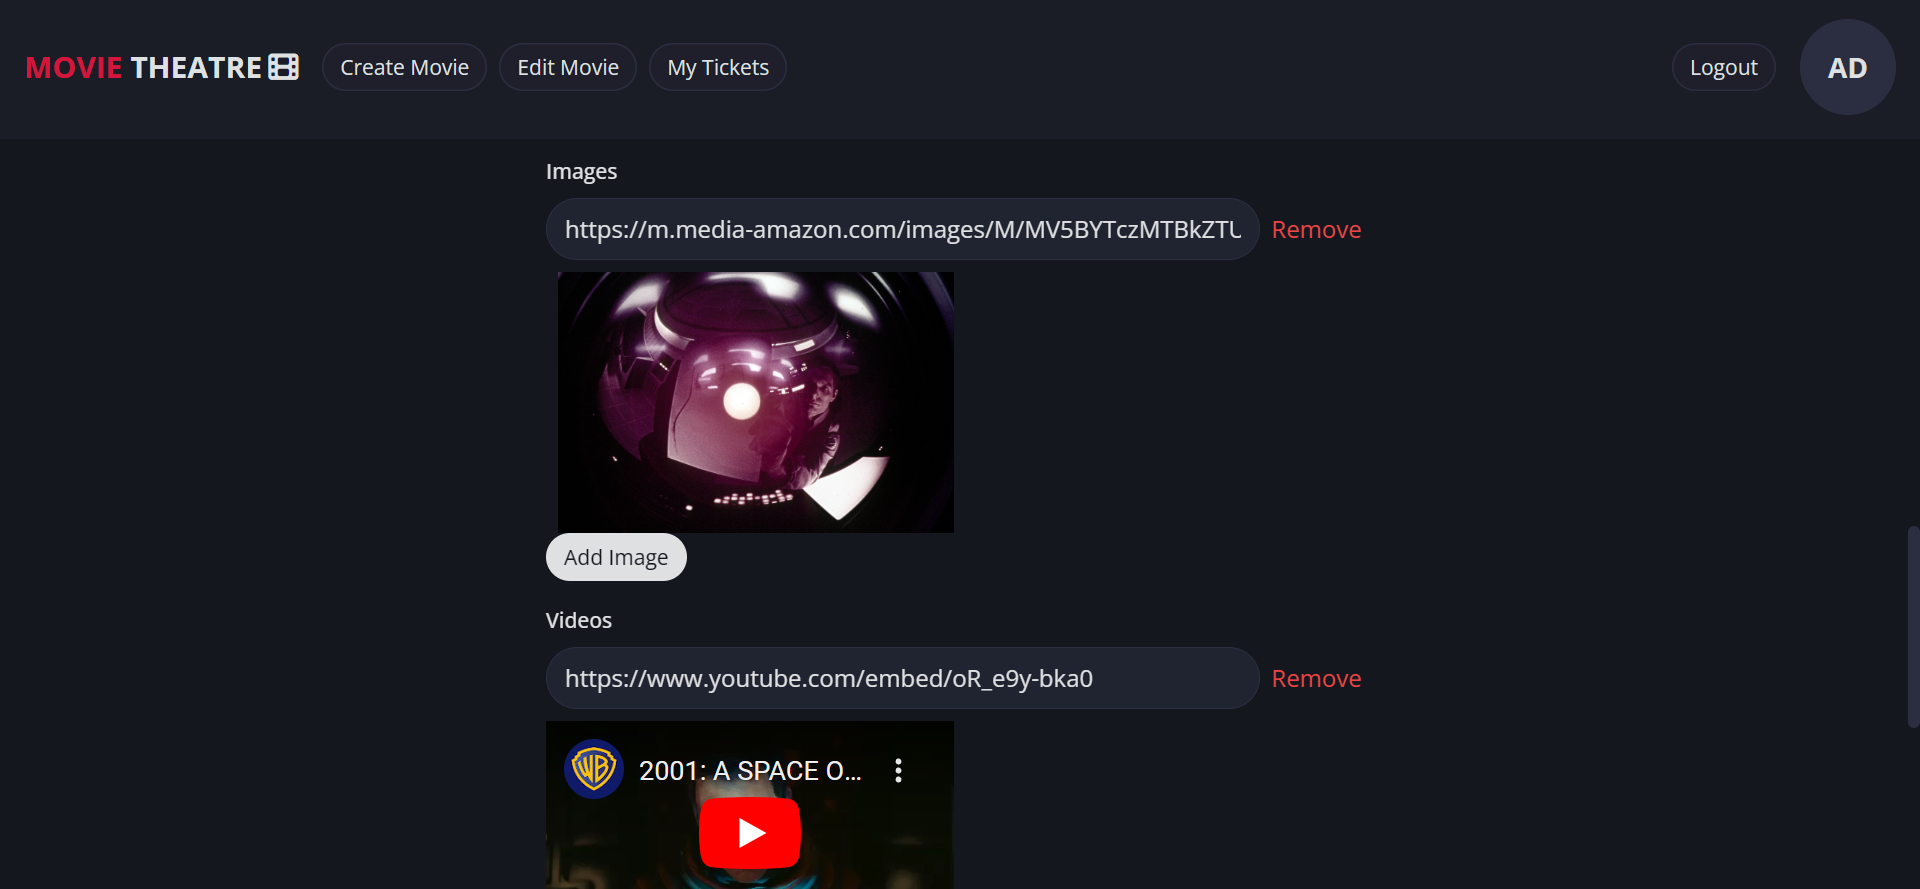 MOVIE THEATRE
Create Movie
Edit Movie
My Tickets
Logout
AD
Images
https://m.media-amazon.com/images/M/MV5BYTczMTBkZTU
Remove
Add Image
Videos
https://www.youtube.com/embed/oR_e9y-bka0
Remove
WB
2001: A SPACE O...